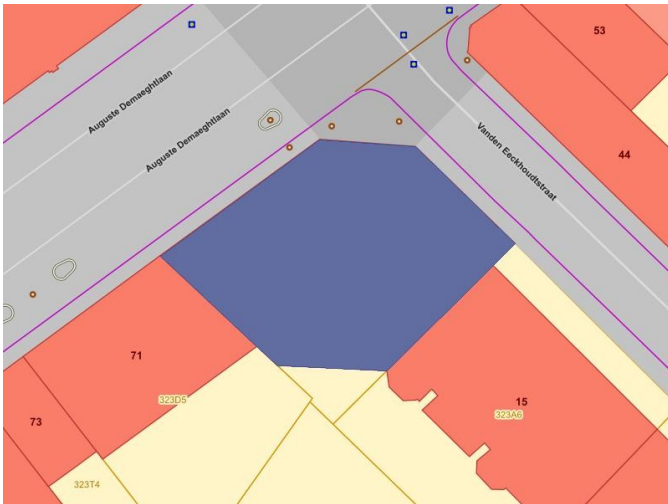 53
Auguste Demaeghtlaan
Auguste Demaeghtlaan
Vanden Eeckhoudtstraat
44
71
323D5
15
323A6
73
323T4